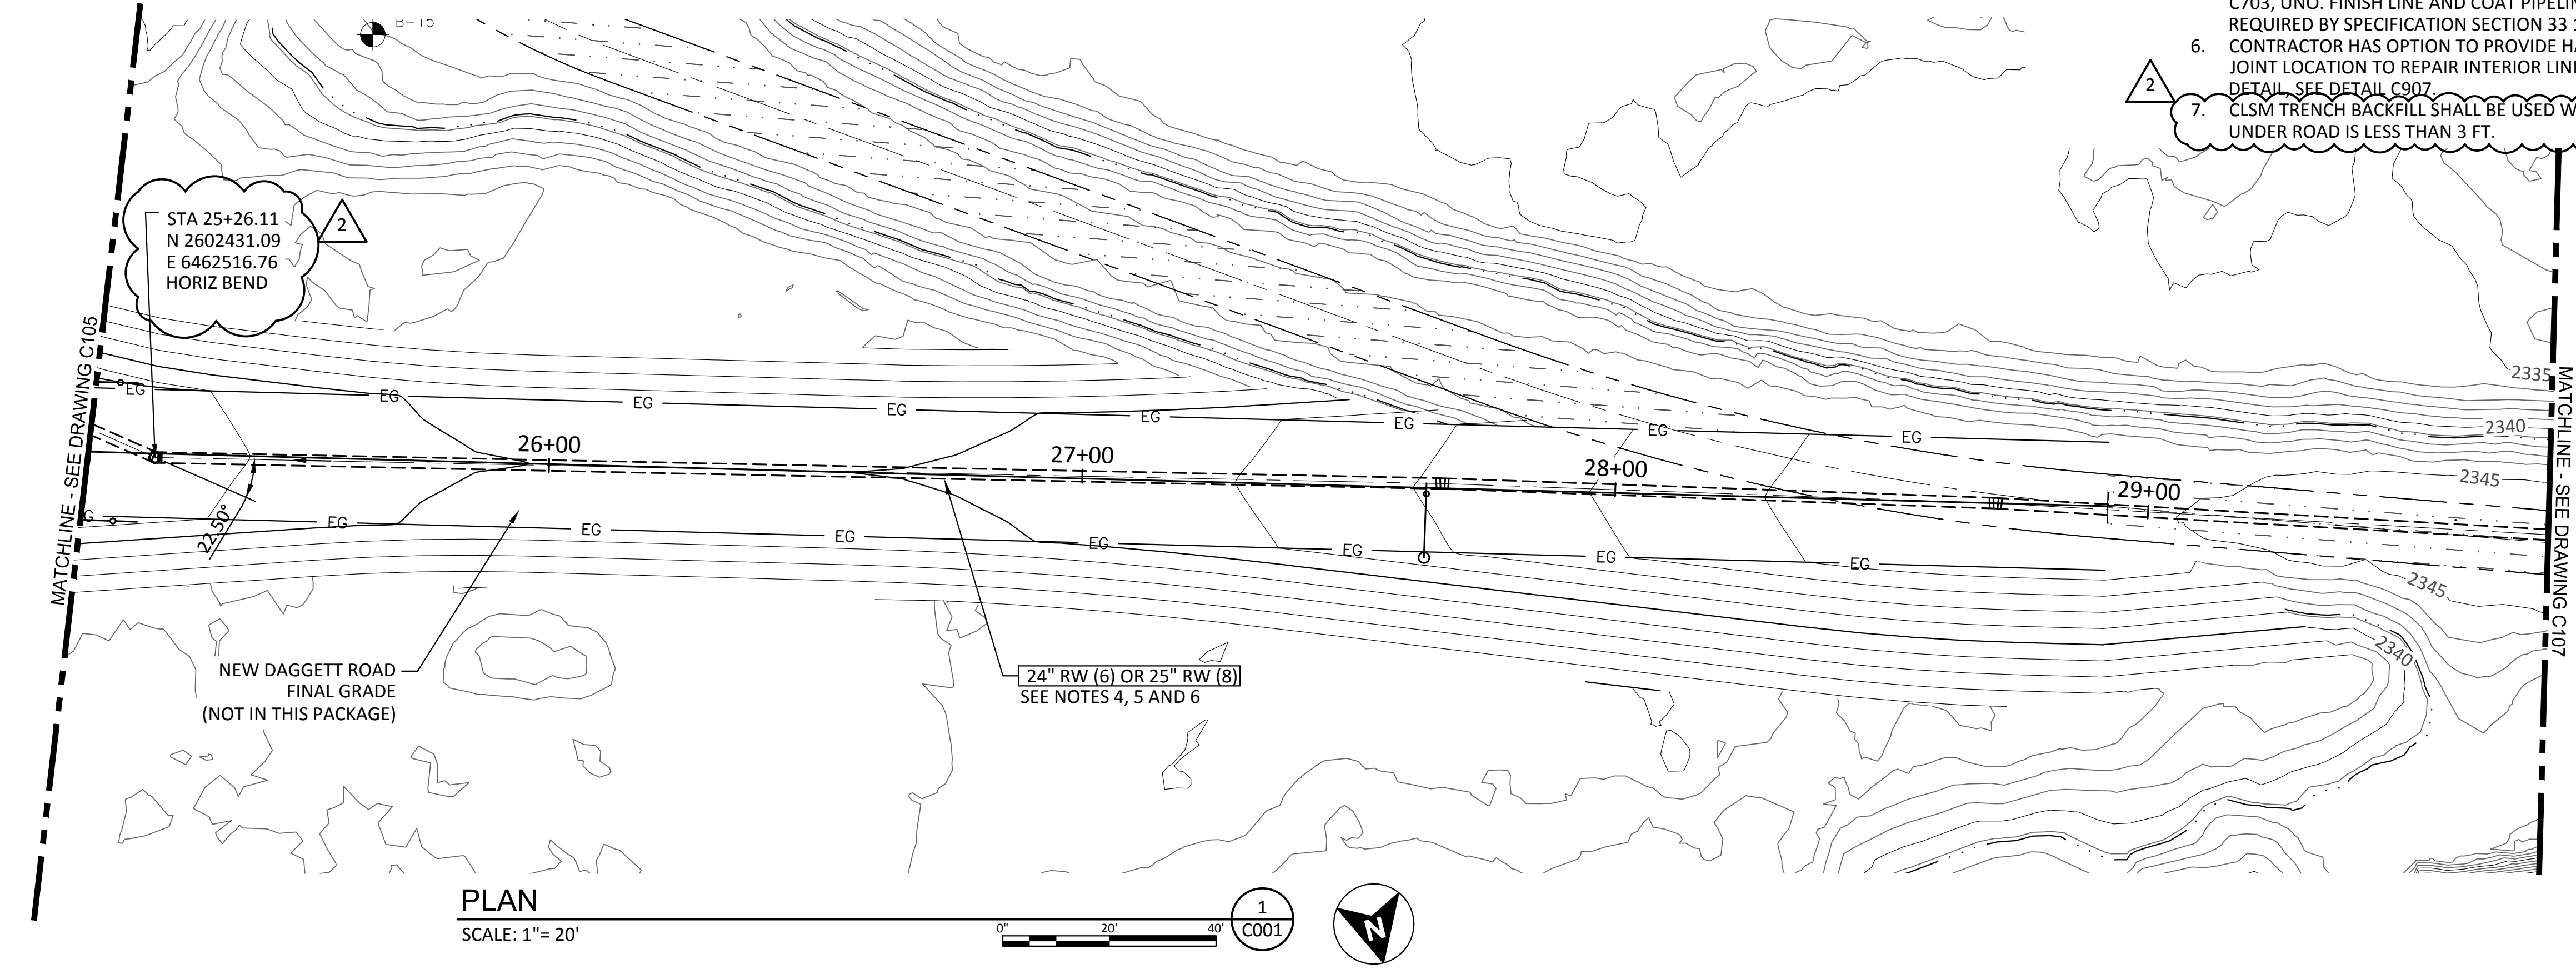 B-15
C703, UNO. FINISH LINE AND COAT
REQUIRED BY SPECIFICATION SECTION 33
6. CONTRACTOR HAS OPTION TO PROVIDE
JOINT LOCATION TO REPAIR INTERIOR
DETAIL, SEE DETAIL C907.
2
7. CLSM TRENCH BACKFILL SHALL BE USED
UNDER ROAD IS LESS THAN 3 FT.
STA 25+26.11
N 2602431.09
E 6462516.76
HORIZ BEND
2
MATCHLINE - SEE DRAWING C105
2335
MATCHLINE - SEE DRAWING C107
EG
EG
EG
EG
EG
EG
EG
EG
2340
26+00
27+00
28+00
29+00
2345
22.50°
G
EG
EG
EG
EG
EG
EG
EG
2345
2340
NEW DAGGETT ROAD
FINAL GRADE
(NOT IN THIS PACKAGE)
24" RW (6) OR 25" RW (8)
SEE NOTES 4, 5 AND 6
PLAN
SCALE: 1"= 20'
0" 20' 40'
1
C001
N